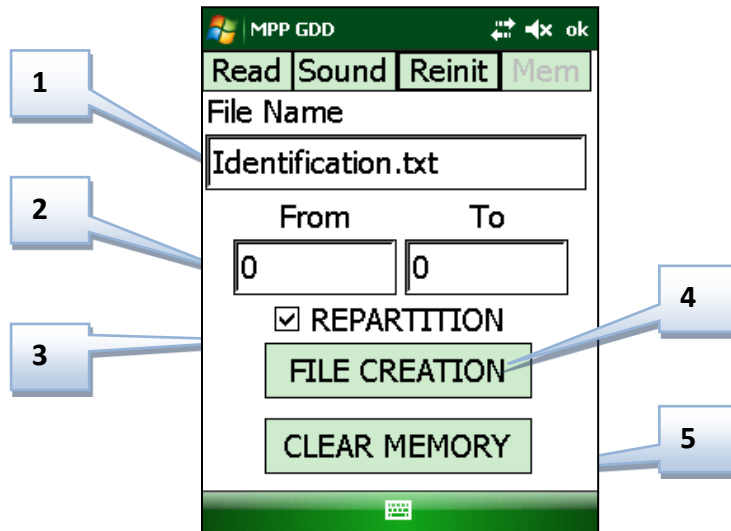 MPP GDD ok
Read Sound Reinit Mem
File Name
Identification.txt
From To
0 0
REPARTITION
FILE CREATION
CLEAR MEMORY
1
2
3
4
5